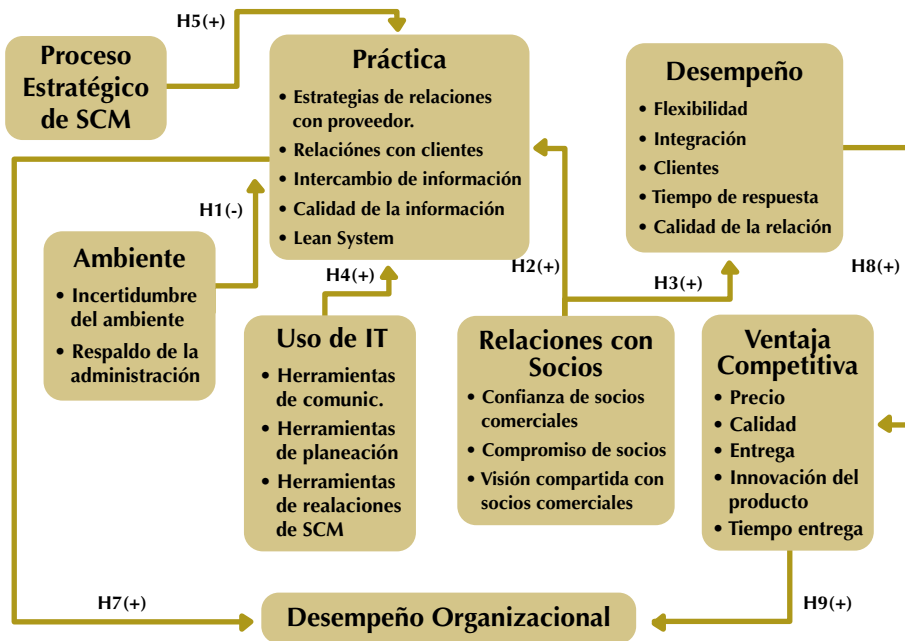 H5(+)
Proceso
Estratégico
de SCM
Práctica
• Estrategias de relaciones
con proveedor.
• Relaciónes con clientes
• Intercambio de información
• Calidad de la información
• Lean System
Desempeño
• Flexibilidad
• Integración
• Clientes
• Tiempo de respuesta
• Calidad de la relación
H1(-)
H4(+)
H2(+)
H3(+)
H8(+)
Ambiente
• Incertidumbre
del ambiente
• Respaldo de la
administración
Uso de IT
• Herramientas
de comunic.
• Herramientas
de planeación
• Herramientas
de realaciones
de SCM
Relaciones con
Socios
• Confianza de socios
comerciales
• Compromiso de socios
• Visión compartida con
socios comerciales
Ventaja
Competitiva
• Precio
• Calidad
• Entrega
• Innovación del
producto
• Tiempo entrega
H7(+)
Desempeño Organizacional
H9(+)